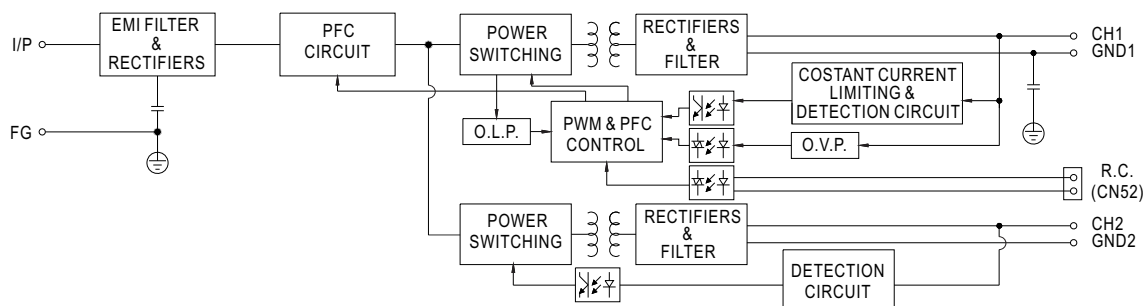 I/P
EMI FILTER
&
RECTIFIERS
FG
PFC
CIRCUIT
POWER
SWITCHING
RECTIFIERS
&
FILTER
CH1
GND1
COSTANT CURRENT
LIMITING &
DETECTION CIRCUIT
O.L.P.
PWM & PFC
CONTROL
O.V.P.
R.C.
(CN52)
POWER
SWITCHING
RECTIFIERS
&
FILTER
CH2
GND2
DETECTION
CIRCUIT